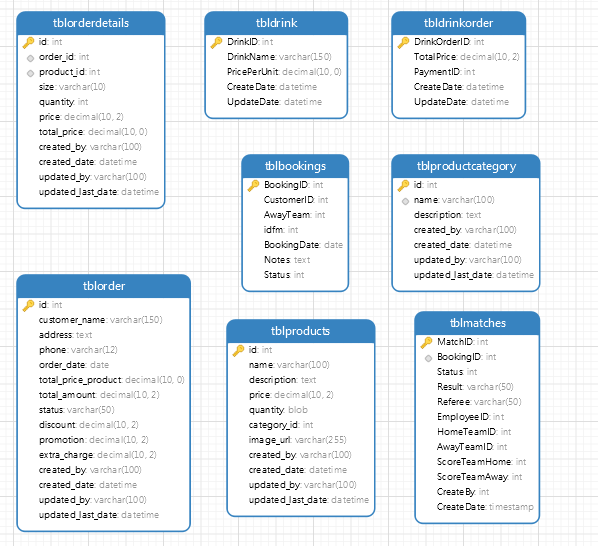 tblorderdetails
id: int
order_id: int
product_id: int
size: varchar(10)
quantity: int
price: decimal(10, 2)
total_price: decimal(10, 0)
created_by: varchar(100)
created_date: datetime
updated_by: varchar(100)
updated_last_date: datetime
tbldrink
DrinkID: int
DrinkName: varchar(150)
PricePerUnit: decimal(10, 0)
CreateDate: datetime
UpdateDate: datetime
tbldrinkorder
DrinkOrderID: int
TotalPrice: decimal(10, 2)
PaymentID: int
CreateDate: datetime
UpdateDate: datetime
tblbookings
BookingID: int
CustomerID: int
AwayTeam: int
idfm: int
BookingDate: date
Notes: text
Status: int
tblproductcategory
id: int
name: varchar(100)
description: text
created_by: varchar(100)
created_date: datetime
updated_by: varchar(100)
updated_last_date: datetime
tblorder
id: int
customer_name: varchar(150)
address: text
phone: varchar(12)
order_date: date
total_price_product: decimal(10, 0)
total_amount: decimal(10, 2)
status: varchar(50)
discount: decimal(10, 2)
promotion: decimal(10, 2)
extra_charge: decimal(10, 2)
created_by: varchar(100)
created_date: datetime
updated_by: varchar(100)
updated_last_date: datetime
tblproducts
id: int
name: varchar(100)
description: text
price: decimal(10, 2)
quantity: blob
category_id: int
image_url: varchar(255)
created_by: varchar(100)
created_date: datetime
updated_by: varchar(100)
updated_last_date: datetime
tblmatches
MatchID: int
BookingID: int
Status: int
Result: varchar(50)
Referee: varchar(50)
EmployeeID: int
HomeTeamID: int
AwayTeamID: int
ScoreTeamHome: int
ScoreTeamAway: int
CreateBy: int
CreateDate: timestamp